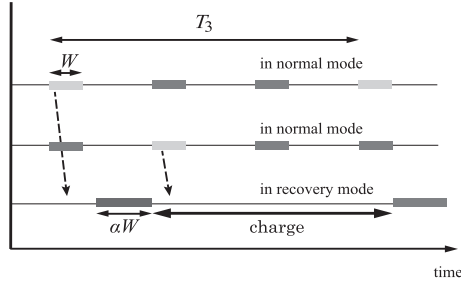 T₃
in normal mode
W
in normal mode
in recovery mode
αW
charge
time